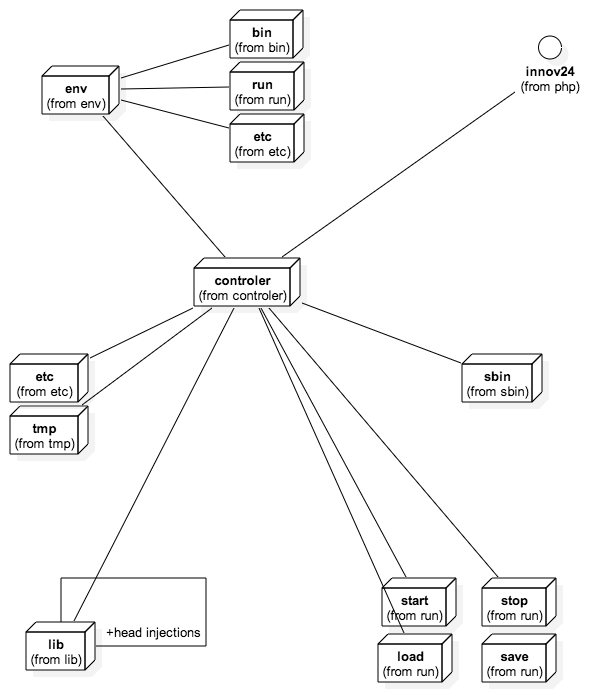 bin
(from bin)
env
(from env)
run
(from run)
etc
(from etc)
innov24
(from php)
controler
(from controler)
etc
(from etc)
tmp
(from tmp)
sbin
(from sbin)
start
(from run)
stop
(from run)
+head injections
lib
(from lib)
load
(from run)
save
(from run)